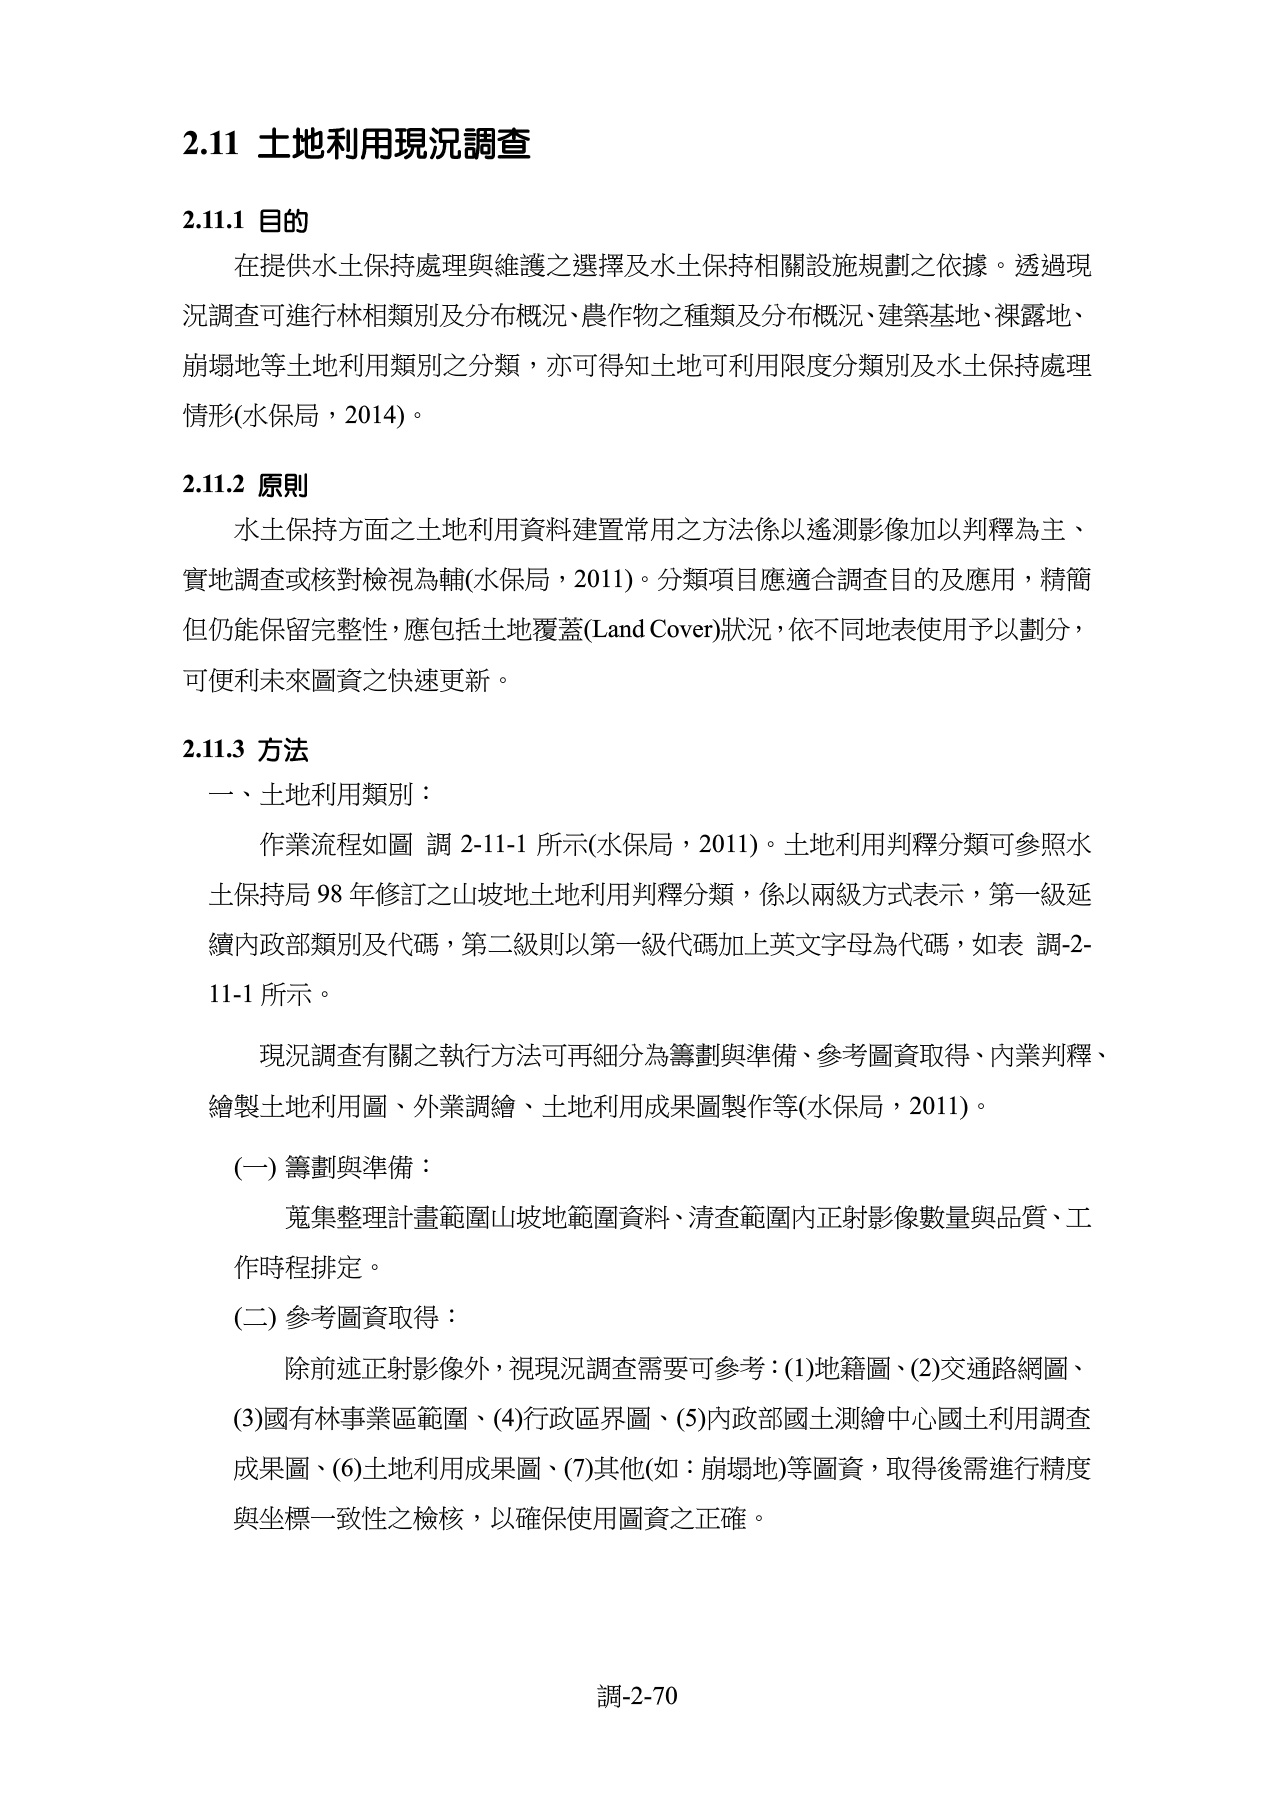 2.11 土地利用現況調查
2.11.1 目的
在提供水土保持處理與維護之選擇及水土保持相關設施規劃之依據。透過現
況調查可進行林相類別及分布概況、農作物之種類及分布概況、建築基地、裸露地、
崩塌地等土地利用類別之分類，亦可得知土地可利用限度分類別及水土保持處理
情形(水保局，2014)。
2.11.2 原則
水土保持方面之土地利用資料建置常用之方法係以遙測影像加以判釋為主、
實地調查或核對檢視為輔(水保局，2011)。分類項目應適合調查目的及應用，精簡
但仍能保留完整性，應包括土地覆蓋(Land Cover)狀況，依不同地表使用予以劃分，
可便利未來圖資之快速更新。
2.11.3 方法
一、土地利用類別：
作業流程如圖 調 2-11-1 所示(水保局，2011)。土地利用判釋分類可參照水
土保持局 98 年修訂之山坡地土地利用判釋分類，係以兩級方式表示，第一級延
續內政部類別及代碼，第二級則以第一級代碼加上英文字母為代碼，如表 調-2-
11-1 所示。
現況調查有關之執行方法可再細分為籌劃與準備、參考圖資取得、內業判釋、
繪製土地利用圖、外業調繪、土地利用成果圖製作等(水保局，2011)。
(一) 籌劃與準備：
蒐集整理計畫範圍山坡地範圍資料、清查範圍內正射影像數量與品質、工
作時程排定。
(二) 參考圖資取得：
除前述正射影像外，視現況調查需要可參考：(1)地籍圖、(2)交通路網圖、
(3)國有林事業區範圍、(4)行政區界圖、(5)內政部國土測繪中心國土利用調查
成果圖、(6)土地利用成果圖、(7)其他(如：崩塌地)等圖資，取得後需進行精度
與坐標一致性之檢核，以確保使用圖資之正確。
調-2-70